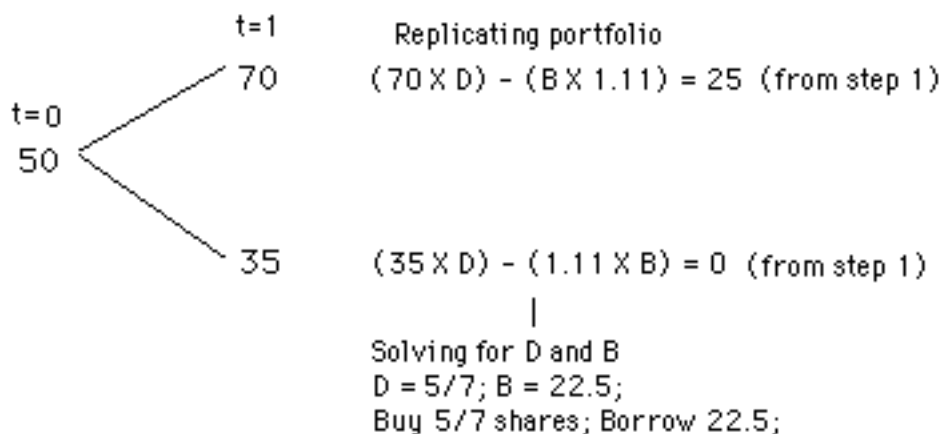 t=1 Replicating portfolio
70 (70 X D) - (B X 1.11) = 25 (from step 1)
t=0
50
35 (35 X D) - (1.11 X B) = 0 (from step 1)
Solving for D and B
D = 5/7; B = 22.5;
Buy 5/7 shares; Borrow 22.5;